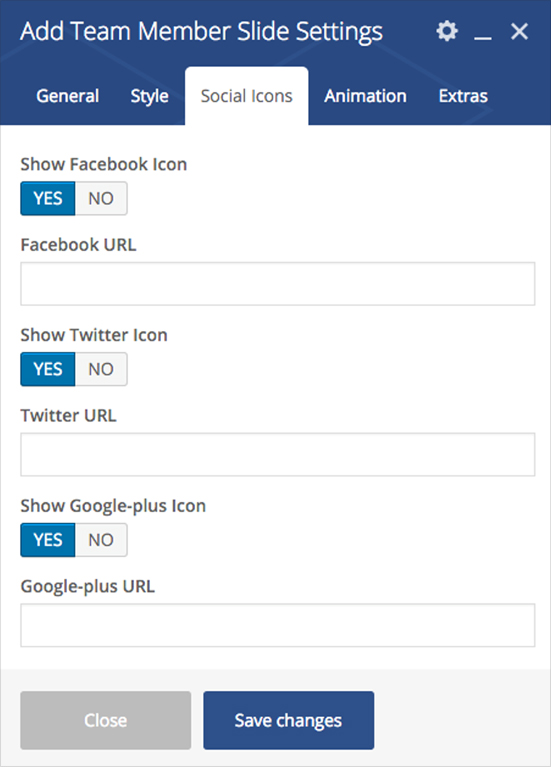 Add Team Member Slide Settings
General Style Social Icons Animation Extras
Show Facebook Icon
YES NO
Facebook URL
Show Twitter Icon
YES NO
Twitter URL
Show Google-plus Icon
YES NO
Google-plus URL
Close Save changes